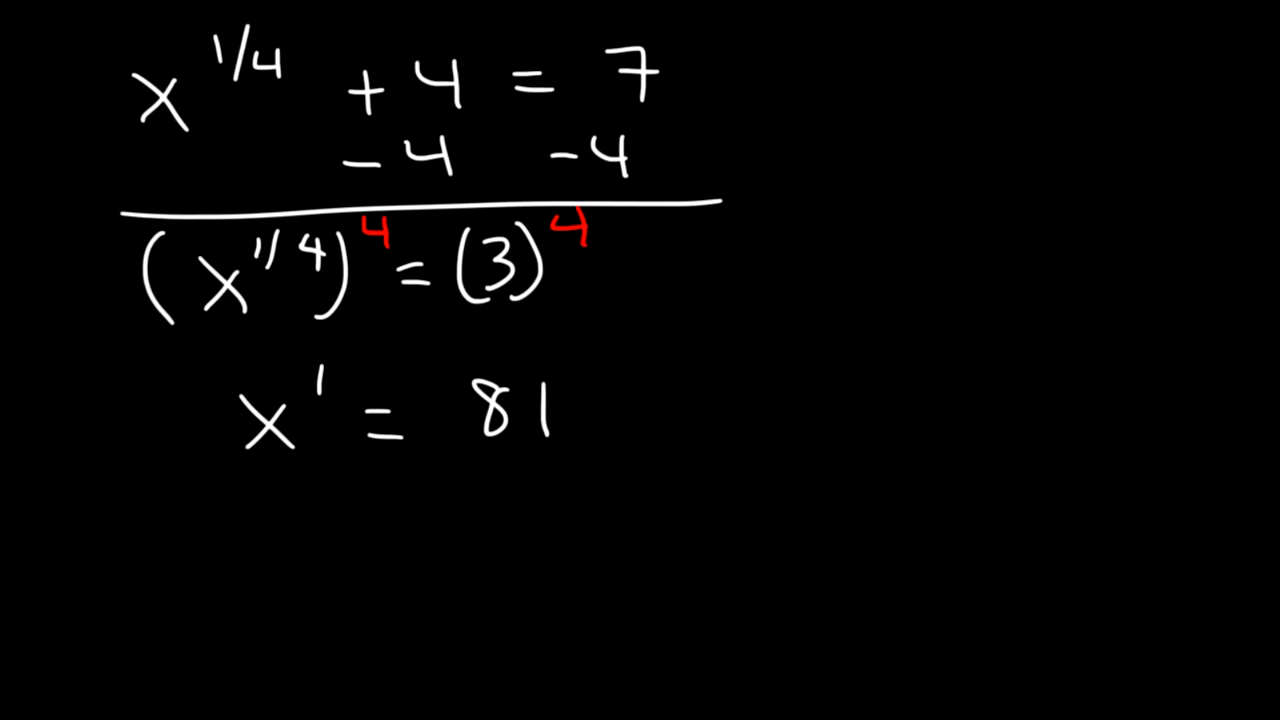 x^{1/4} + 4 = 7
- 4 - 4
(x^{1/4})^4 = (3)^4
x^1 = 81